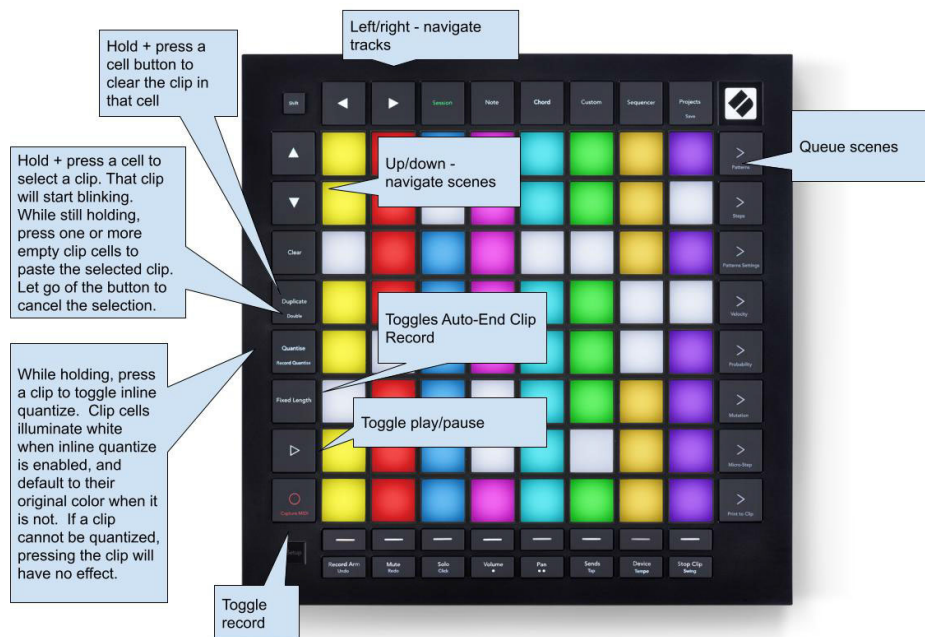 Left/right - navigate
tracks
Hold + press a
cell button to
clear the clip in
that cell
Shift
Session
Note
Chord
Custom
Sequencer
Projects
Save
Queue scenes
Patterns
Up/down -
navigate scenes
Hold + press a cell to
select a clip. That clip
will start blinking.
While still holding,
press one or more
empty clip cells to
paste the selected clip.
Let go of the button to
cancel the selection.
Steps
Clear
Pattern Settings
Duplicate
Double
Velocity
Toggles Auto-End Clip
Record
Quantise
Record Quantise
Probability
While holding, press
a clip to toggle inline
quantize. Clip cells
illuminate white
when inline quantize
is enabled, and
default to their
original color when it
is not. If a clip
cannot be quantized,
pressing the clip will
have no effect.
Fixed Length
Mutation
Toggle play/pause
Micro Step
Capture MIDI
Print to Clip
Setup
Record Arm
Undo
Mute
Redo
Solo
Click
Volume
Pan
Sends
Tap
Device
Tempo
Stop Clip
Swing
Toggle
record